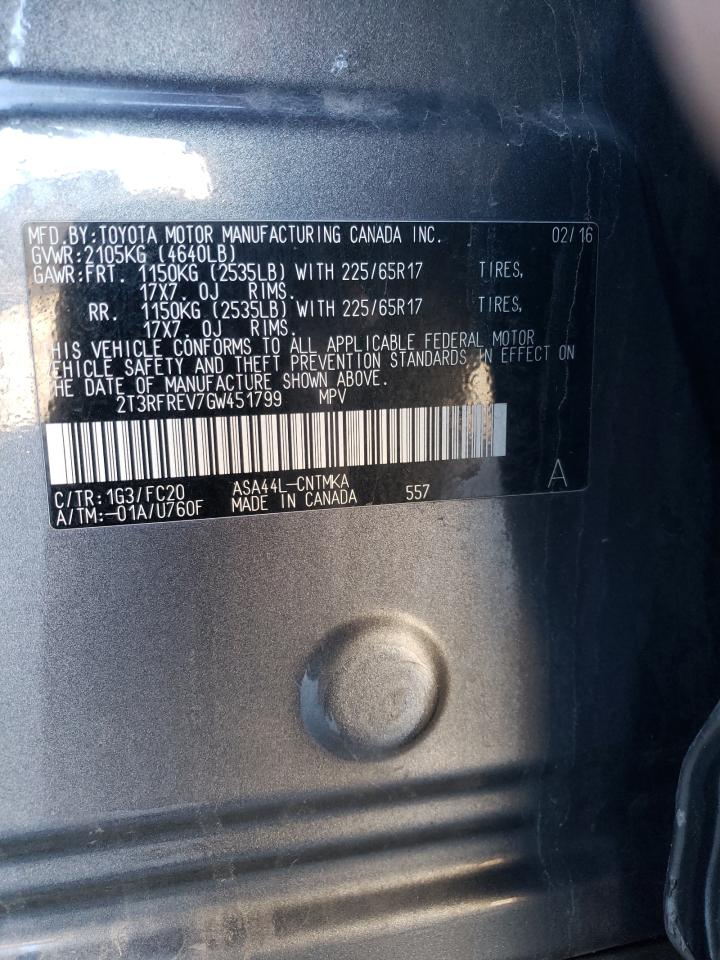 MFD.BY:TOYOTA MOTOR MANUFACTURING CANADA INC. 02/16
GVWR:2105KG (4640LB)
GAWR:FRT. 1150KG (2535LB) WITH 225/65R17 TIRES,
17X7.0J RIMS.
RR. 1150KG (2535LB) WITH 225/65R17 TIRES,
17X7.0J RIMS.
THIS VEHICLE CONFORMS TO ALL APPLICABLE FEDERAL MOTOR
VEHICLE SAFETY AND THEFT PREVENTION STANDARDS IN EFFECT ON
THE DATE OF MANUFACTURE SHOWN ABOVE.
2T3RFREV7GW451799 MPV
C/TR:1G3/FC20 ASA44L-CNTMKA
A/TM:-01A/U760F MADE IN CANADA 557 A